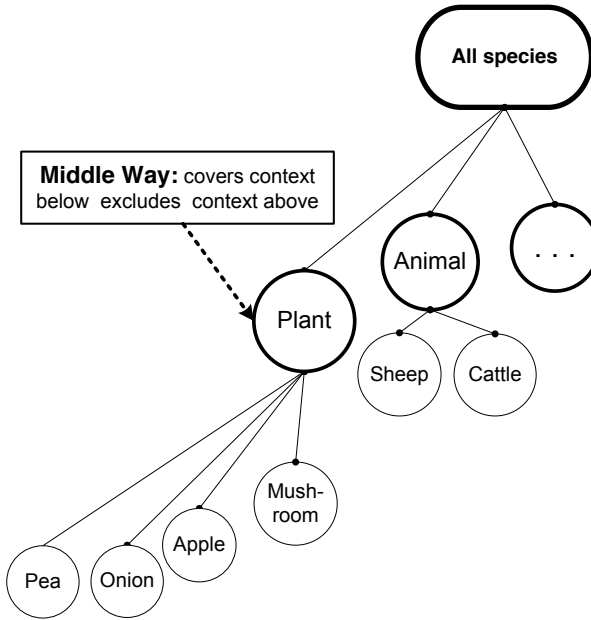 All species
Middle Way: covers context
below excludes context above
Animal
. . .
Plant
Sheep
Cattle
Mush-
room
Apple
Pea
Onion